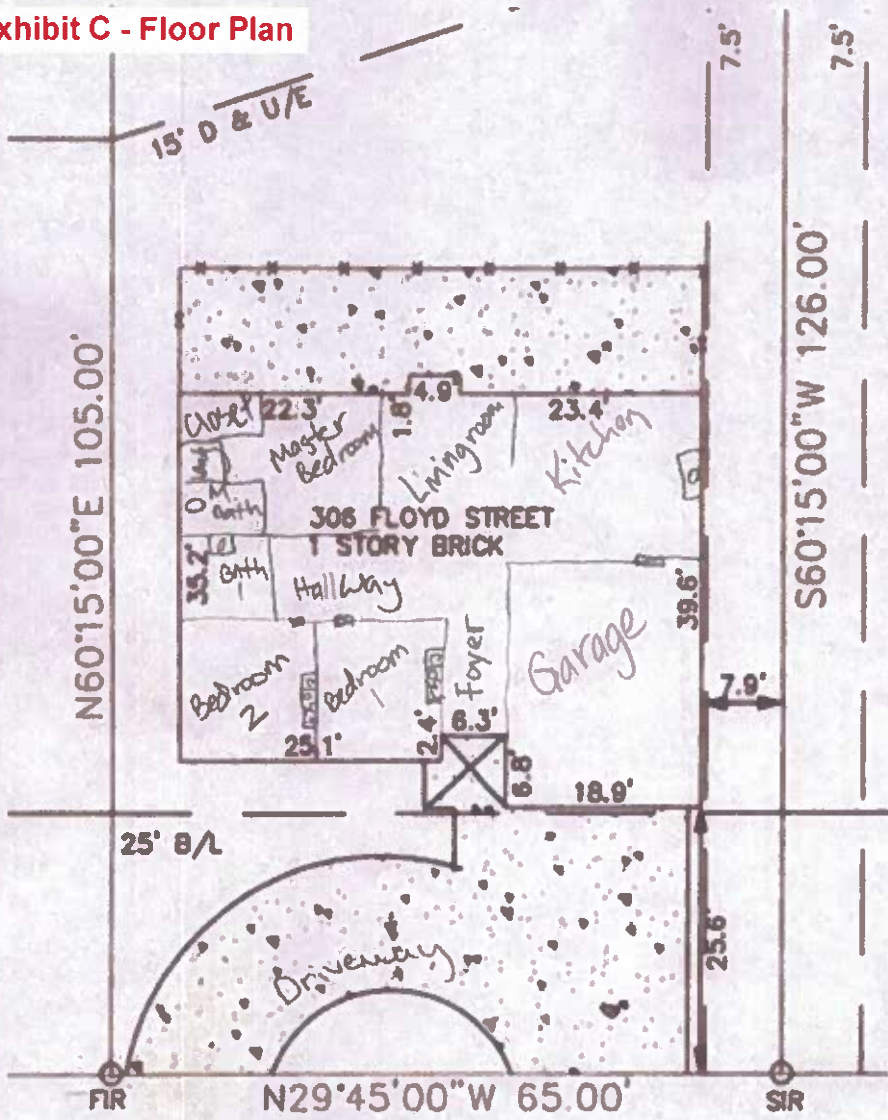 xhibit C - Floor Plan
15' D & U/E
7.5'
7.5'
N60°15'00"E 105.00'
S60°15'00"W 126.00'
Closet
22.3'
Master
Bedroom
1.8'
4.9'
Livingroom
23.4'
Kitchen
M.
Bath
306 FLOYD STREET
1 STORY BRICK
35.2'
Bath
1
Hallway
39.6'
Bedroom
2
Bedroom
1
Foyer
Garage
25.1'
2.4'
6.3'
6.8'
18.9'
7.9'
25' B/L
25.6'
Driveway
FIR
N29°45'00"W 65.00'
SIR